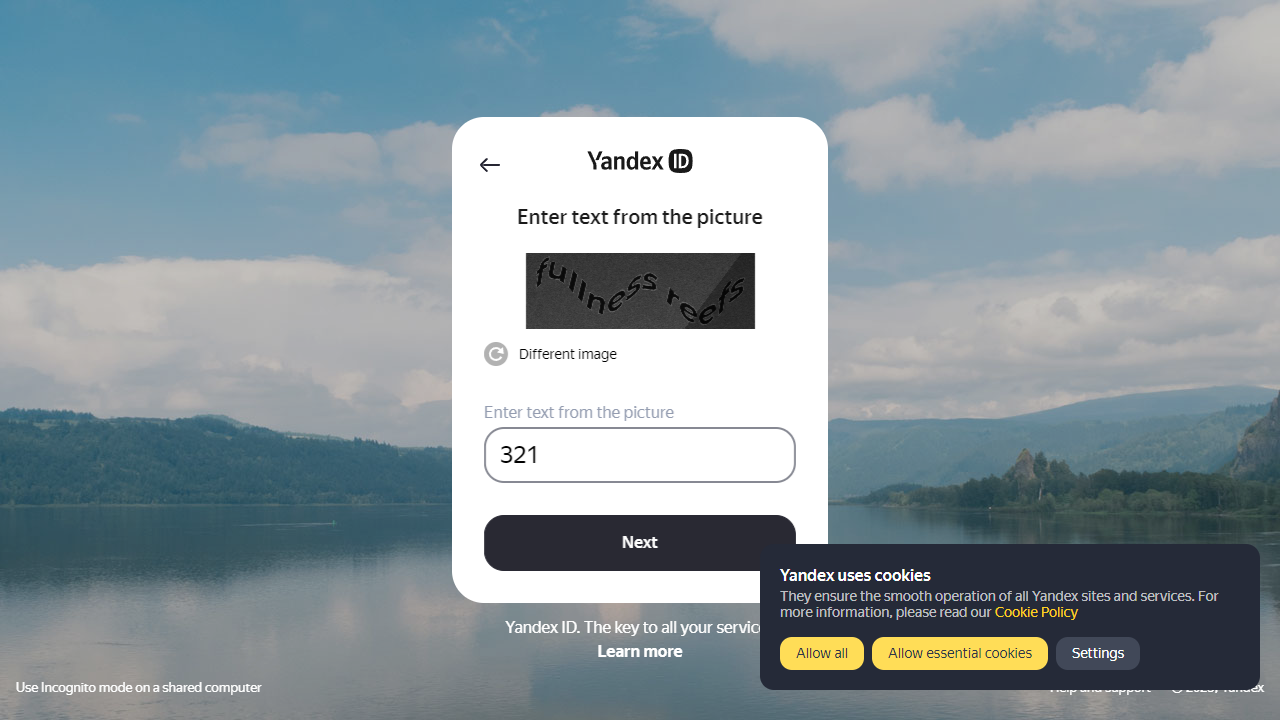 Yandex ID
Enter text from the picture
fullness reefs
Different image
Enter text from the picture
321
Next
Yandex uses cookies
They ensure the smooth operation of all Yandex sites and services. For
more information, please read our Cookie Policy
Allow all
Allow essential cookies
Settings
Yandex ID. The key to all your service
Learn more
Use Incognito mode on a shared computer
Help and support
Yandex